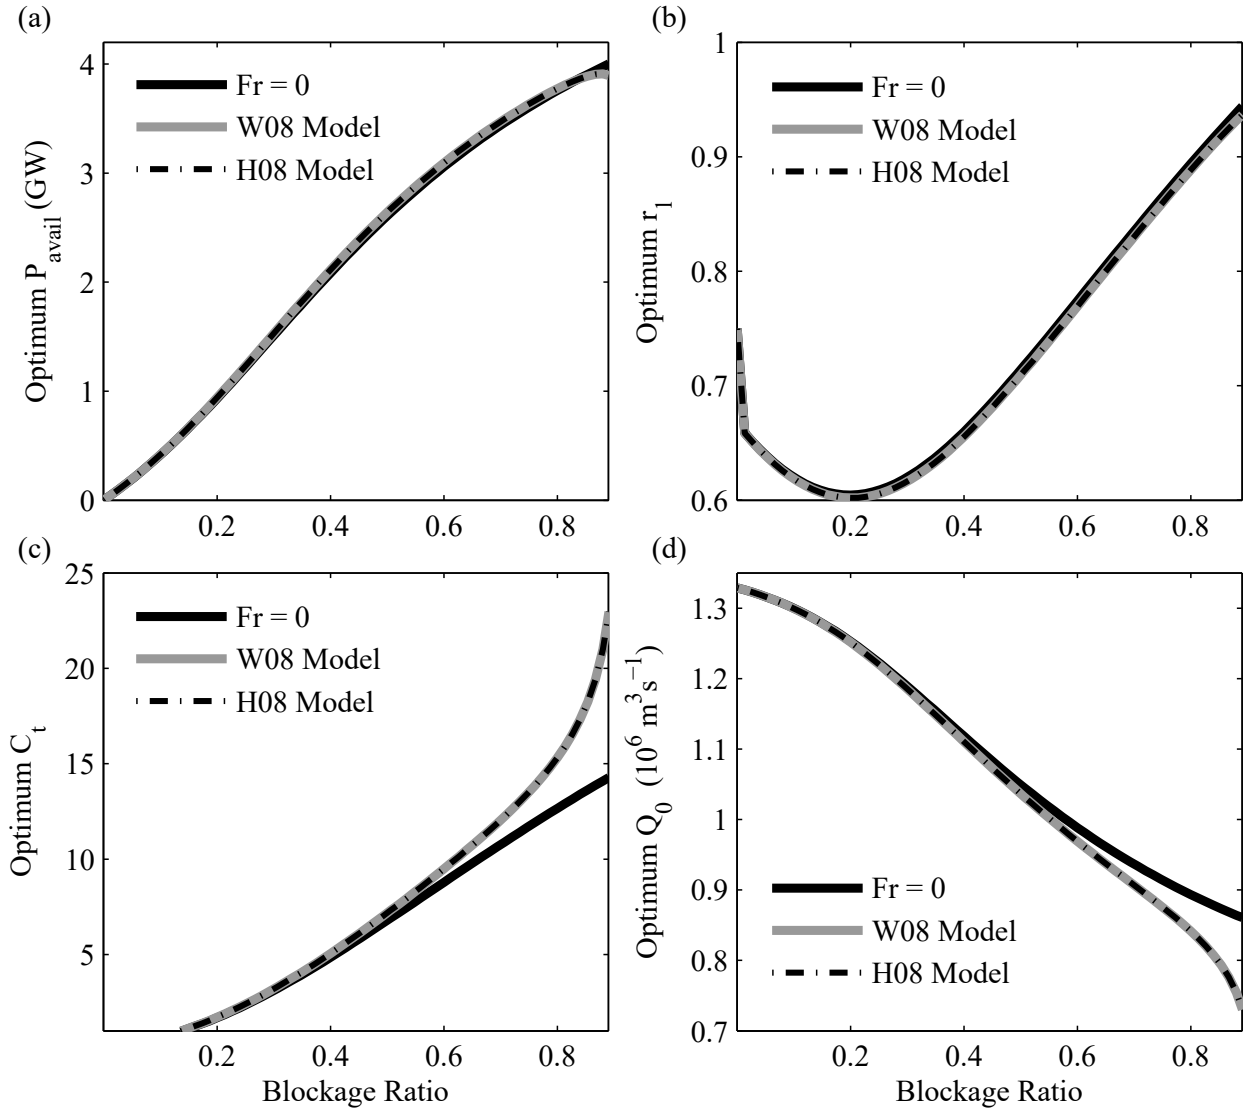 (a)
Optimum P_avail (GW)
4
3
2
1
0
Fr = 0
W08 Model
H08 Model
0.2 0.4 0.6 0.8
(b)
Optimum r_1
1
0.9
0.8
0.7
0.6
Fr = 0
W08 Model
H08 Model
0.2 0.4 0.6 0.8
(c)
Optimum C_t
25
20
15
10
5
Fr = 0
W08 Model
H08 Model
0.2 0.4 0.6 0.8
Blockage Ratio
(d)
Optimum Q_0 (10^6 m^3 s^−1)
1.3
1.2
1.1
1
0.9
0.8
0.7
Fr = 0
W08 Model
H08 Model
0.2 0.4 0.6 0.8
Blockage Ratio